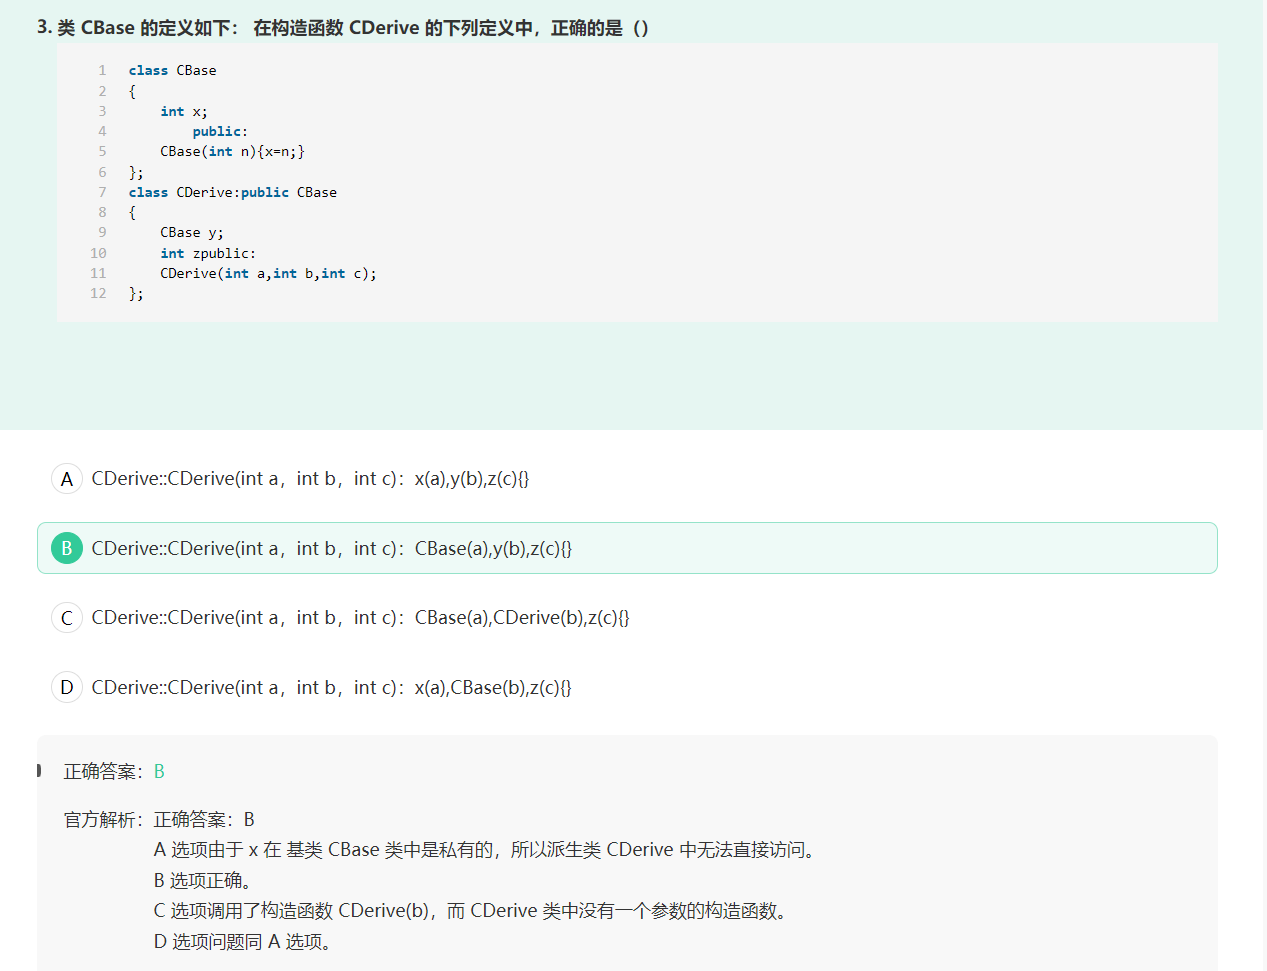 3. 类 CBase 的定义如下： 在构造函数 CDerive 的下列定义中，正确的是（）
1 class CBase
2 {
3 int x;
4 public:
5 CBase(int n){x=n;}
6 };
7 class CDerive:public CBase
8 {
9 CBase y;
10 int zpublic:
11 CDerive(int a,int b,int c);
12 };
A CDerive::CDerive(int a，int b，int c)：x(a),y(b),z(c){}
B CDerive::CDerive(int a，int b，int c)：CBase(a),y(b),z(c){}
C CDerive::CDerive(int a，int b，int c)：CBase(a),CDerive(b),z(c){}
D CDerive::CDerive(int a，int b，int c)：x(a),CBase(b),z(c){}
正确答案：B
官方解析：正确答案：B
A 选项由于 x 在 基类 CBase 类中是私有的，所以派生类 CDerive 中无法直接访问。
B 选项正确。
C 选项调用了构造函数 CDerive(b)，而 CDerive 类中没有一个参数的构造函数。
D 选项问题同 A 选项。